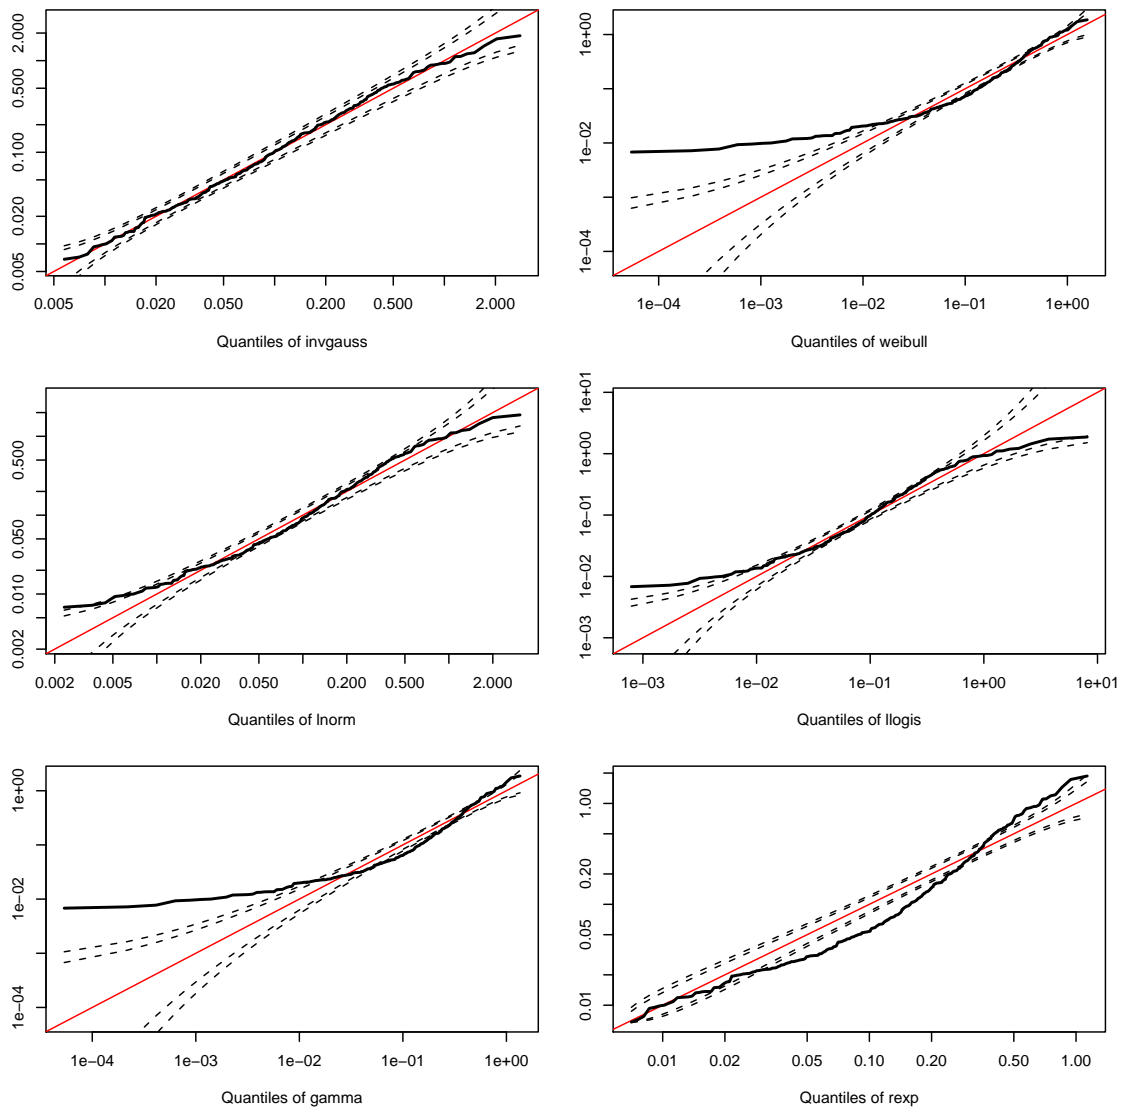 0.005 0.020 0.100 0.500 2.000
0.005 0.020 0.050 0.200 0.500 2.000
Quantiles of invgauss
1e−04 1e−02 1e+00
1e−04 1e−03 1e−02 1e−01 1e+00
Quantiles of weibull
0.002 0.010 0.050 0.500
0.002 0.005 0.020 0.050 0.200 0.500 2.000
Quantiles of lnorm
1e−03 1e−02 1e−01 1e+00 1e+01
1e−03 1e−02 1e−01 1e+00 1e+01
Quantiles of llogis
1e−04 1e−02 1e+00
1e−04 1e−03 1e−02 1e−01 1e+00
Quantiles of gamma
0.01 0.05 0.20 1.00
0.01 0.02 0.05 0.10 0.20 0.50 1.00
Quantiles of rexp